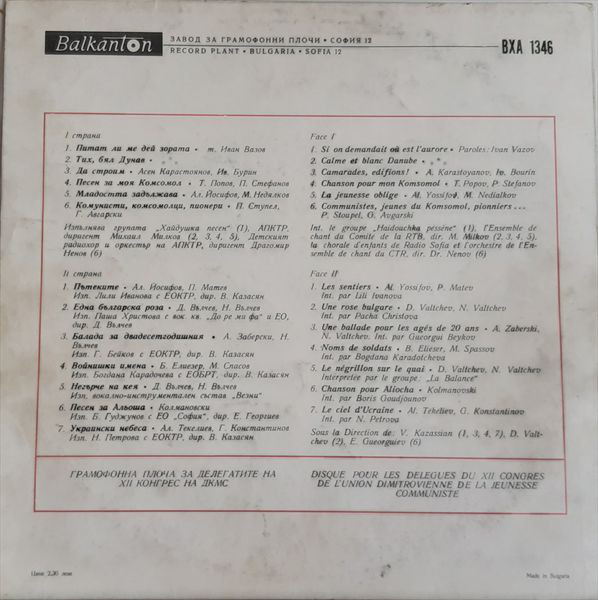 Balkanton
ЗАВОД ЗА ГРАМОФОННИ ПЛОЧИ • СОФИЯ 12
RECORD PLANT • BULGARIA • SOFIA 12
ВХА 1346
I страна
1. Питат ли ме дей зората • т. Иван Вазов
2. Тих, бял Дунав • * * *
3. Да строим • Асен Карастоянов, Ив. Бурин
4. Песен за моя Комсомол • Т. Попов, П. Стефанов
5. Младостта задължава • Ал. Йосифов, М. Недялков
6. Комунисти, комсомолци, пионери • П. Ступел,
Г. Авгарски
Изпълнява групата „Хайдушка песен" (1), АПКТР,
диригент Михаил Милков (2, 3, 4, 5), Детският
радиохор и оркестър на АПКТР, диригент Драгомир
Ненов (6)
II страна
1. Пътеките • Ал. Йосифов, П. Матев
Изп. Лили Иванова с ЕОКТР, дир. В. Казасян
2. Една българска роза • Д. Вълчев, Н. Вълчев
Изп. Паша Христова с вок. кв. „До ре ми фа" и ЕО,
дир. Д. Вълчев
3. Балада за двадесетгодишния • А. Заберски, Н.
Вълчев.
Изп. Г. Бейков с ЕОКТР, дир. В. Казасян
4. Войнишки имена • Б. Елиезер, М. Спасов
Изп. Богдана Карадочева с ЕОБРТ, дир. В. Казасян
5. Негърче на кея • Д. Вълчев, Н. Вълчев
Изп. вокално-инструментален състав „Везни"
6. Песен за Альоша • Колмановски
Изп. Б. Гуджунов с ЕО „София", дир. Е. Георгиев
7. Украински небеса • Ал. Текелиев, Г. Константинов
Изп. Н. Петрова с ЕОКТР, дир. В. Казасян
Face I
1. Si on demandait où est l'aurore • Paroles: Ivan Vazov
2. Calme et blanc Danube • * * *
3. Camarades, edifions! • A. Karastoyanov, Iv. Bourin
4. Chanson pour mon Komsomol • T. Popov, P. Stefanov
5. La jeunesse oblige • Al. Yossifov, M. Nedialkov
6. Communistes, jeunes du Komsomol, pionniers ... •
P. Stoupel, G. Avgarski
Int. le groupe „Haidouchka péssène" (1), l'Ensemble de
chant du Comité de la RTB, dir. M. Milkov (2, 3, 4, 5),
la chorale d'enfants de Radio Sofia et l'orchestre de l'En-
semble de chant du CTR, dir. Dr. Nenov (6)
Face II
1. Les sentiers • Al. Yossifov, P. Matev
Int. par Lili Ivanova
2. Une rose bulgare • D. Valtchev, N. Valtchev
Int. par Pacha Christova
3. Une ballade pour les agés de 20 ans • A. Zaberski,
N. Valtchev. Int. par Gueorgui Beykov
4. Noms de soldats • B. Elieser, M. Spassov
Int. par Bogdana Karadotcheva
5. Le négrillon sur le quai • D. Valtchev, N. Valtchev
Interpretée par le groupe: „La Balance"
6. Chanson pour Aliocha • Kolmanovski
Int. par Boris Goudjounov
7. Le ciel d'Ucraine • Al. Tekeliev, G. Konstantinov
Int. par N. Petrova
Sous la Direction de: V. Kazassian (1, 3, 4, 7), D. Valt-
chev (2), E. Gueorguiev (6)
ГРАМОФОННА ПЛОЧА ЗА ДЕЛЕГАТИТЕ НА
XII КОНГРЕС НА ДКМС
DISQUE POUR LES DELEGUES DU XII CONGRES
DE L'UNION DIMITROVIENNE DE LA JEUNESSE
COMMUNISTE
Цена 2,30 лева
Made in Bulgaria